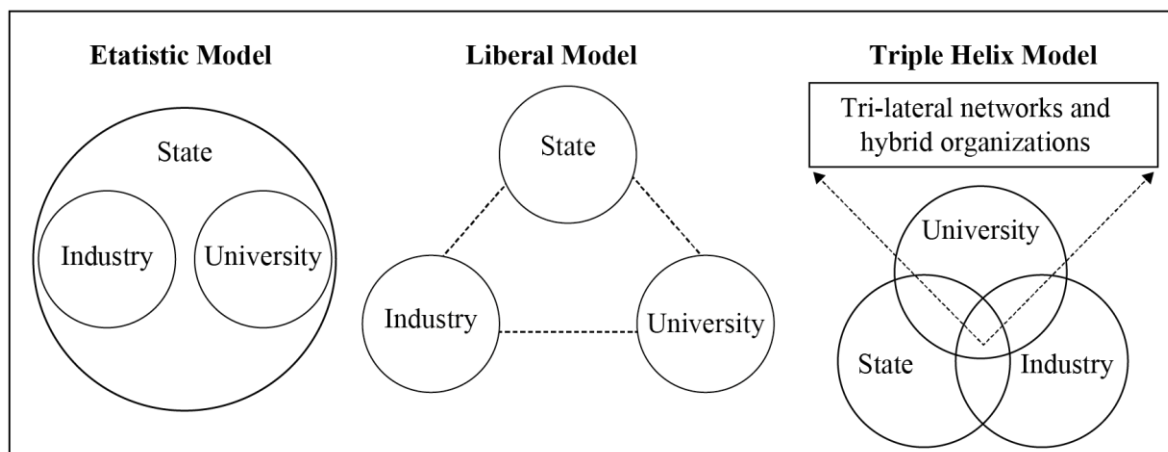 Etatistic Model
State
Industry
University
Liberal Model
State
Industry
University
Triple Helix Model
Tri-lateral networks and
hybrid organizations
University
State
Industry